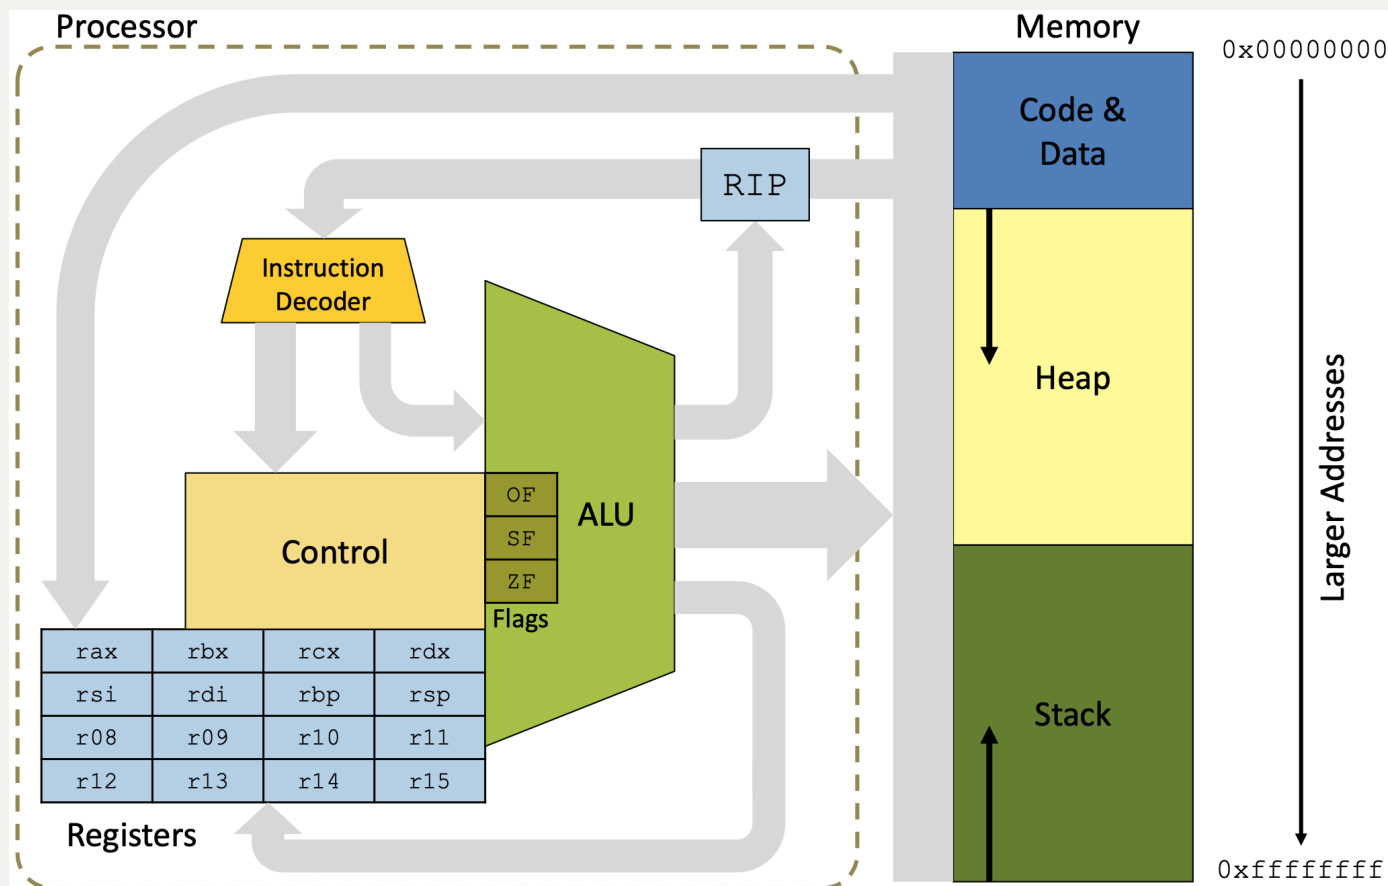 Processor
Memory
0x00000000
Code &
Data
RIP
Instruction
Decoder
Heap
Larger Addresses
OF
SF
ZF
Flags
ALU
Control
rax rbx rcx rdx
rsi rdi rbp rsp
r08 r09 r10 r11
r12 r13 r14 r15
Registers
Stack
0xffffffff